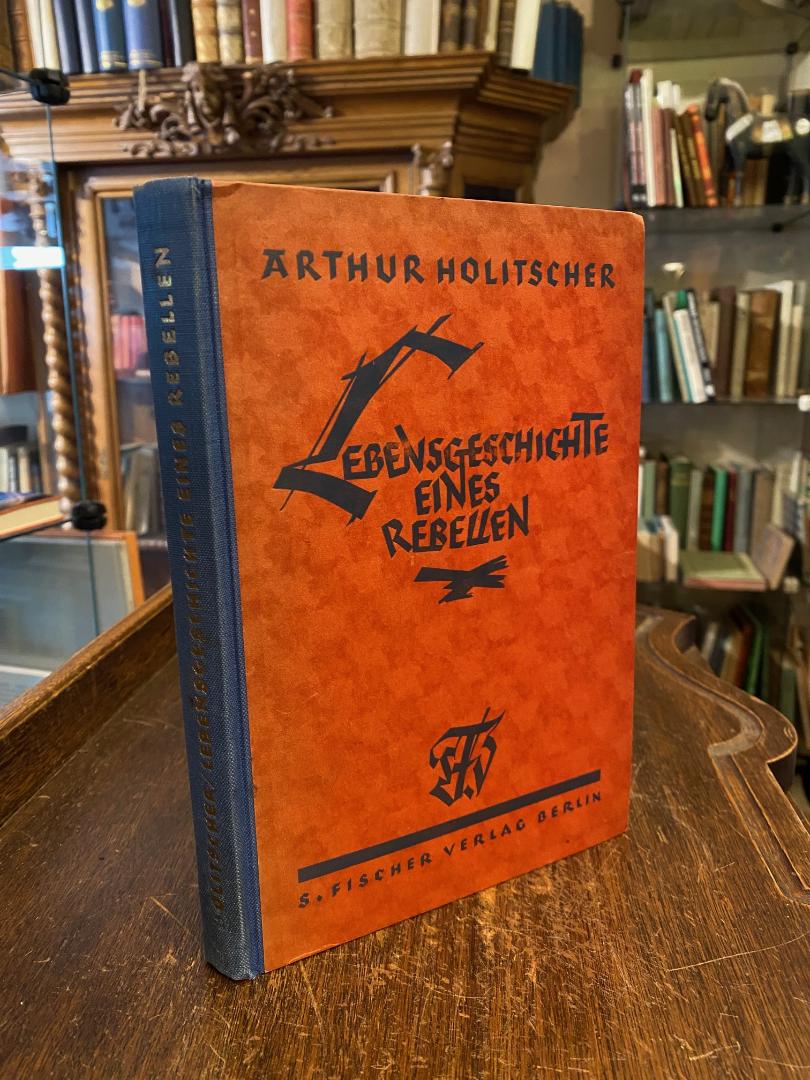 ARTHUR HOLITSCHER
LEBENSGESCHICHTE
EINES
REBELLEN
S. FISCHER VERLAG BERLIN
HOLITSCHER / LEBENSGESCHICHTE EINES REBELLEN